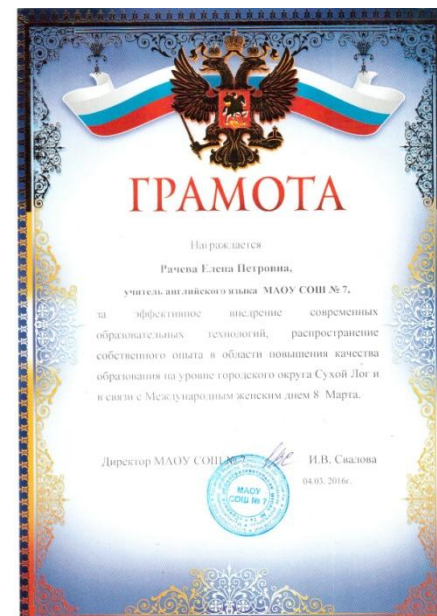 ГРАМОТА
Награждается
Рачева Елена Петровна,
учитель английского языка МАОУ СОШ № 7,
за эффективное внедрение современных
образовательных технологий, распространение
собственного опыта в области повышения качества
образования на уровне городского округа Сухой Лог и
в связи с Международным женским днем 8 Марта.
Директор МАОУ СОШ № 7 И.В. Свалова
04.03. 2016г.
МАОУ
СОШ № 7